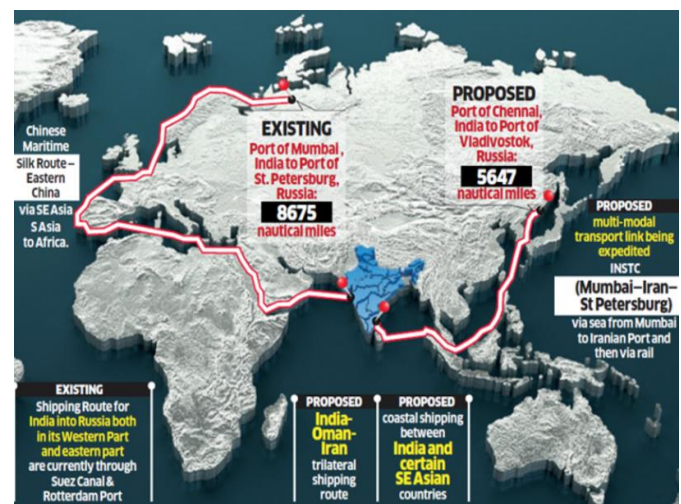 EXISTING
Port of Mumbai,
India to Port of
St. Petersburg,
Russia:
8675
nautical miles
PROPOSED
Port of Chennai,
India to Port of
Vladivostok,
Russia:
5647
nautical miles
Chinese
Maritime
Silk Route –
Eastern
China
via SE Asia
S Asia
to Africa.
PROPOSED
multi-modal
transport link being
expedited
INSTC
(Mumbai–Iran–
St Petersburg)
via sea from Mumbai
to Iranian Port and
then via rail
EXISTING
Shipping Route for
India into Russia both
in its Western Part
and eastern part
are currently through
Suez Canal &
Rotterdam Port
PROPOSED
India-
Oman-
Iran
trilateral
shipping
route
PROPOSED
coastal shipping
between
India and
certain
SE Asian
countries